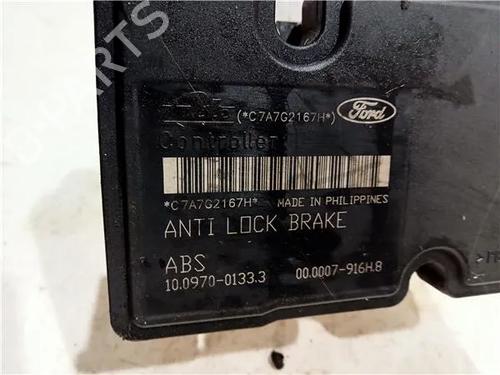 (*C7A7G2167H*)
Ford
Controller
*C7A7G2167H* MADE IN PHILIPPINES
ANTI LOCK BRAKE
ABS
10.0970-0133.3 00.0007-916H.8